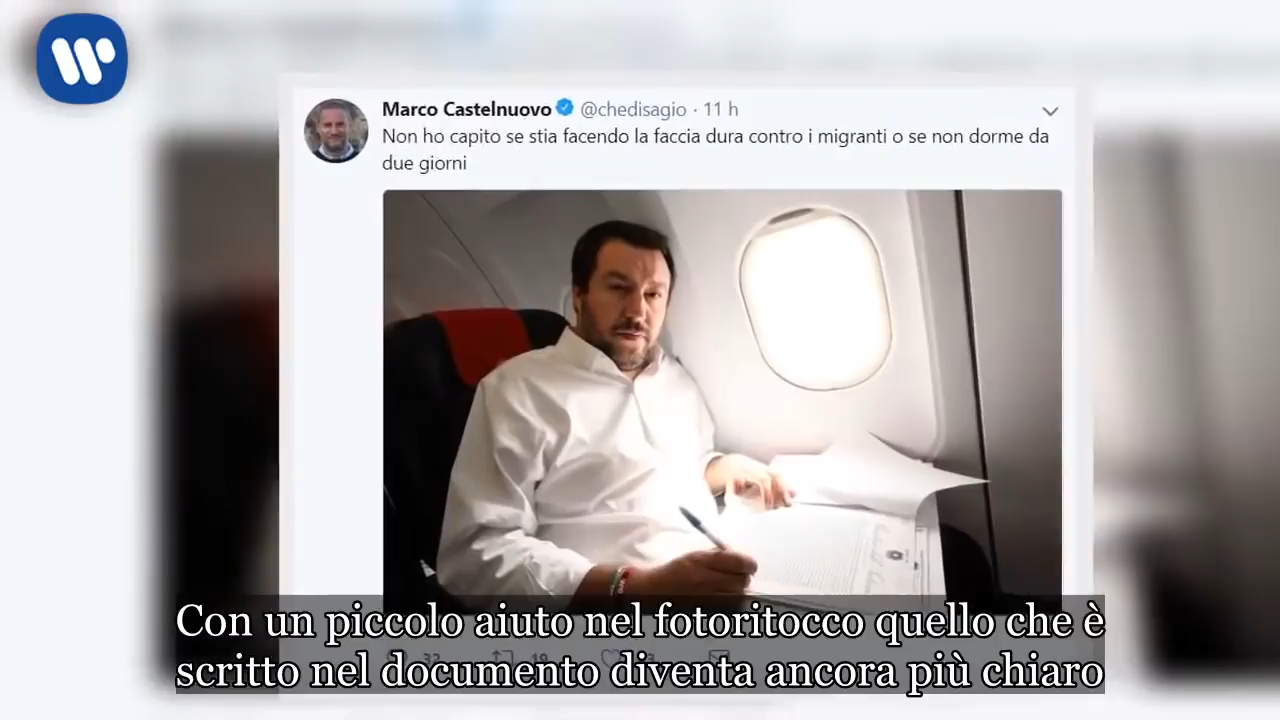 Marco Castelnuovo @chedisagio · 11 h
Non ho capito se stia facendo la faccia dura contro i migranti o se non dorme da
due giorni
Con un piccolo aiuto nel fotoritocco quello che è
scritto nel documento diventa ancora più chiaro